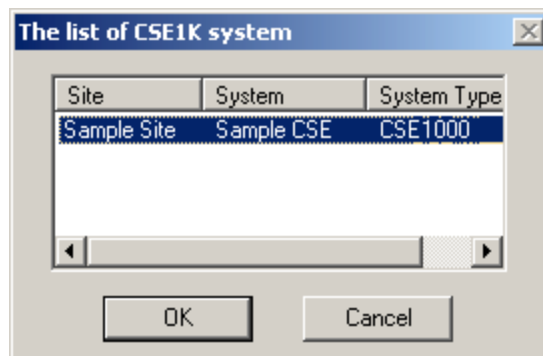 The list of CSE1K system
Site System System Type
Sample Site Sample CSE CSE1000
OK Cancel